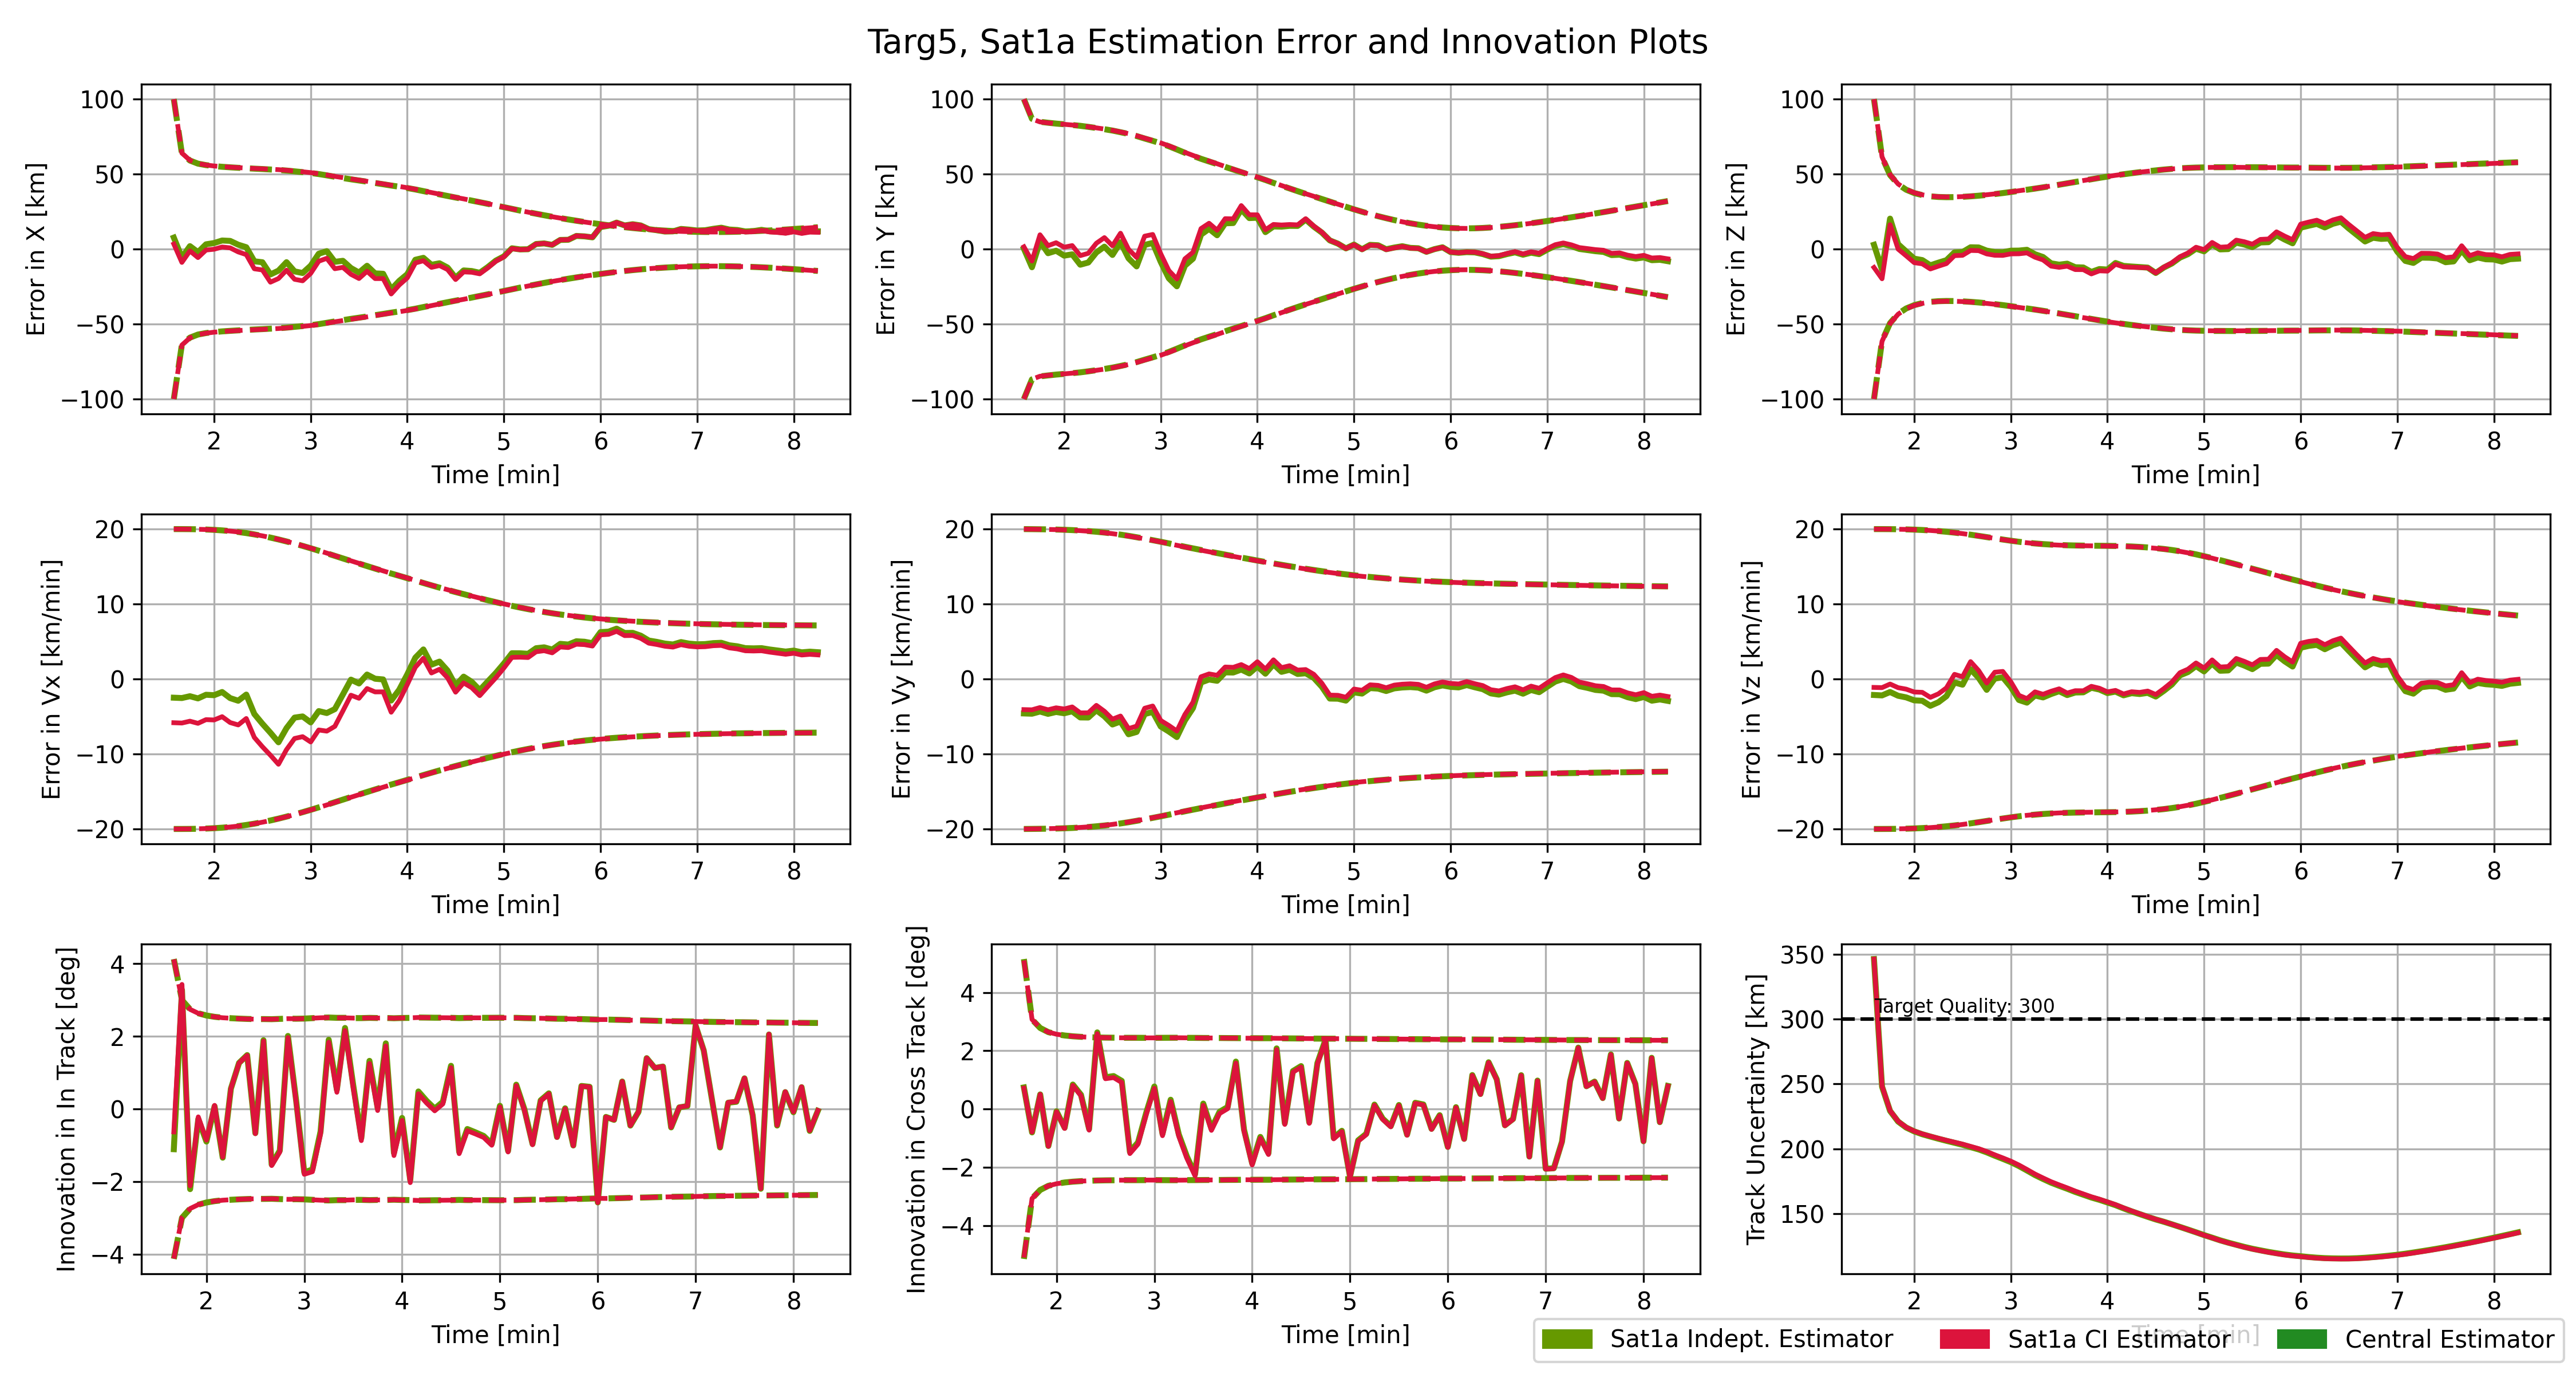 Targ5, Sat1a Estimation Error and Innovation Plots
Error in X [km]
100
50
0
−50
−100
2 3 4 5 6 7 8
Time [min]
Error in Y [km]
100
50
0
−50
−100
2 3 4 5 6 7 8
Time [min]
Error in Z [km]
100
50
0
−50
−100
2 3 4 5 6 7 8
Time [min]
Error in Vx [km/min]
20
10
0
−10
−20
2 3 4 5 6 7 8
Time [min]
Error in Vy [km/min]
20
10
0
−10
−20
2 3 4 5 6 7 8
Time [min]
Error in Vz [km/min]
20
10
0
−10
−20
2 3 4 5 6 7 8
Time [min]
Innovation in In Track [deg]
4
2
0
−2
−4
2 3 4 5 6 7 8
Time [min]
Innovation in Cross Track [deg]
4
2
0
−2
−4
2 3 4 5 6 7 8
Time [min]
Track Uncertainty [km]
350
300
250
200
150
Target Quality: 300
2 3 4 5 6 7 8
Time [min]
Sat1a Indept. Estimator Sat1a CI Estimator Central Estimator